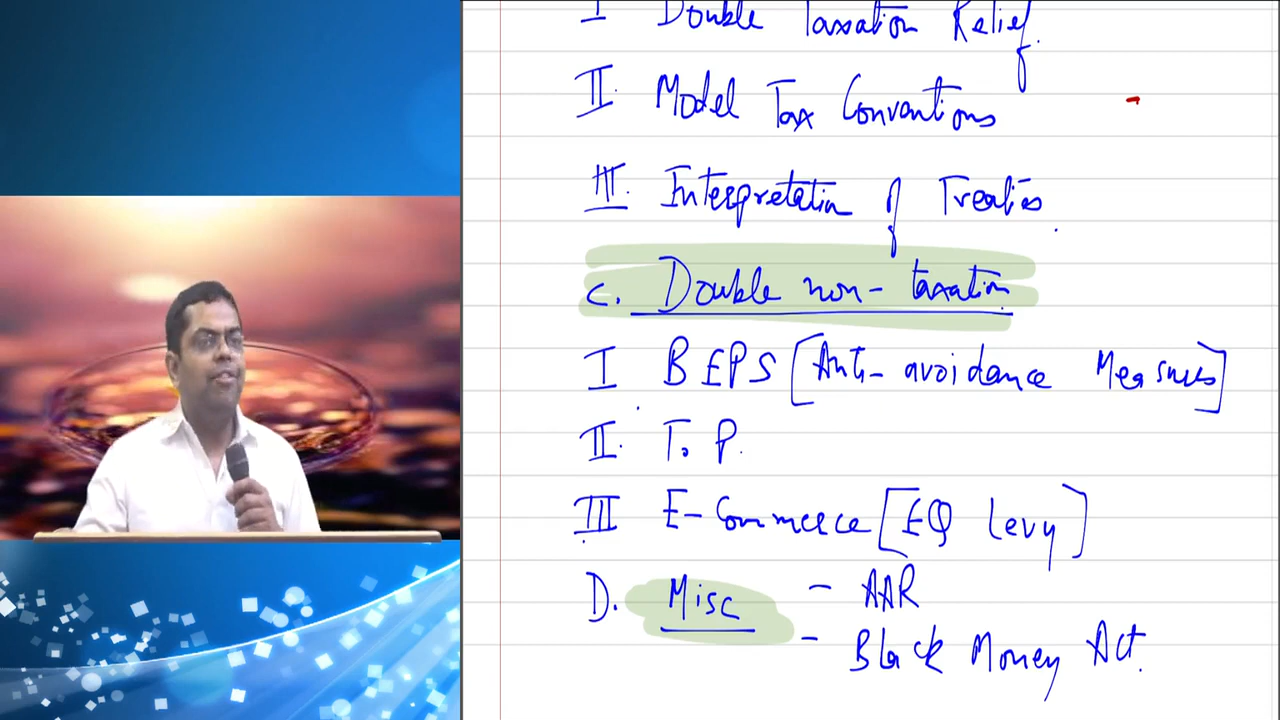 I Double Taxation Relief.
II. Model Tax Conventions
III. Interpretation of Treaties.
C. Double non-taxation
I BEPS [Anti-avoidance Measures]
II. T. P.
III E-Commerce [EQ Levy]
D. Misc - AAR
- Black Money Act.